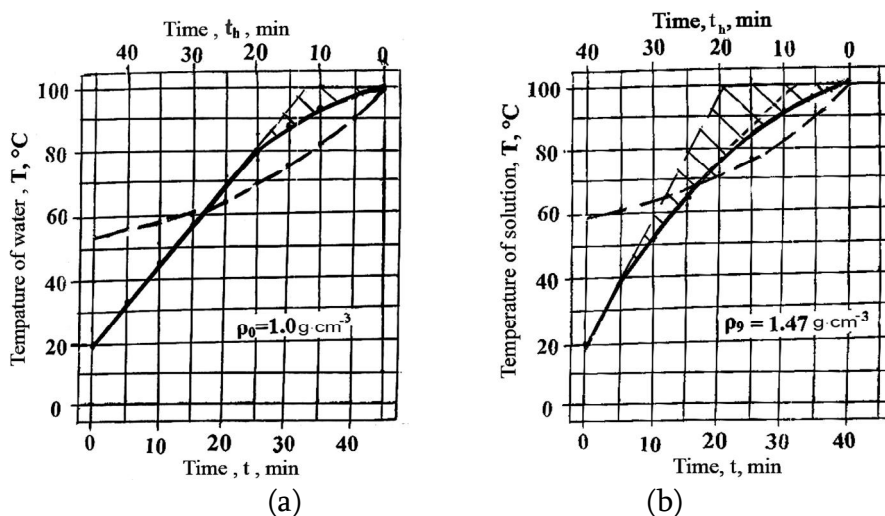 Time , t_h , min
40 30 20 10 0
100
80
60
40
20
0
Tempature of water , T, °C
ρ₀=1.0 g·cm⁻³
0 10 20 30 40
Time , t , min
(a)
Time, t_h, min
40 30 20 10 0
100
80
60
40
20
0
Temperature of solution, T, °C
ρ₉ = 1.47 g·cm⁻³
0 10 20 30 40
Time, t, min
(b)